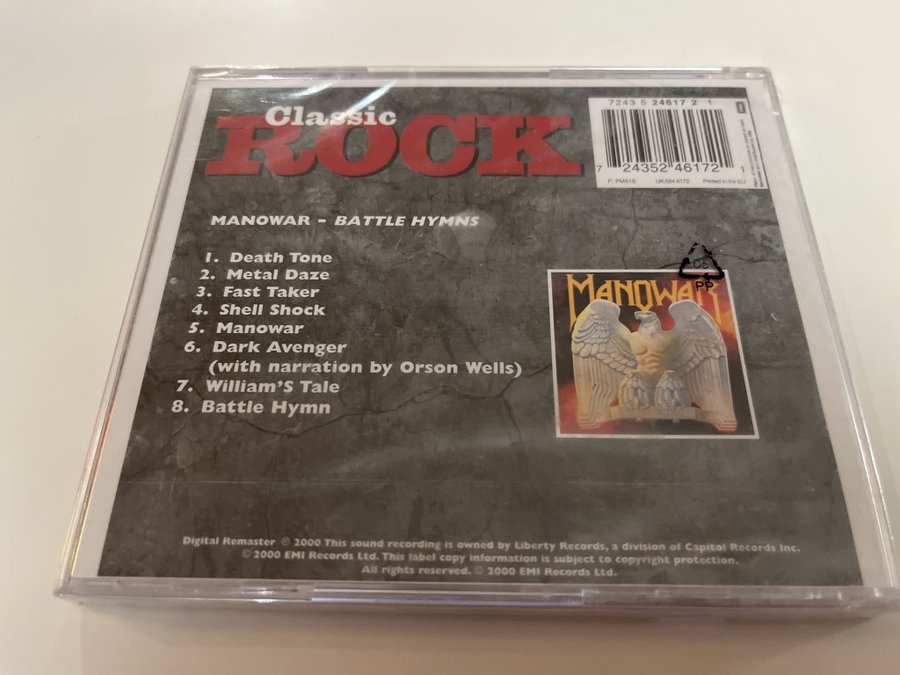 Classic
ROCK
7243 5 24617 2 1
7 24352 46172
F: PM516
UK:524 6172
Printed in the EU
MANOWAR - BATTLE HYMNS
1. Death Tone
2. Metal Daze
3. Fast Taker
4. Shell Shock
5. Manowar
6. Dark Avenger
(with narration by Orson Wells)
7. William'S Tale
8. Battle Hymn
MANOWAR
PP
Digital Remaster ℗ 2000 This sound recording is owned by Liberty Records, a division of Capitol Records Inc.
© 2000 EMI Records Ltd. This label copy information is subject to copyright protection.
All rights reserved. © 2000 EMI Records Ltd.